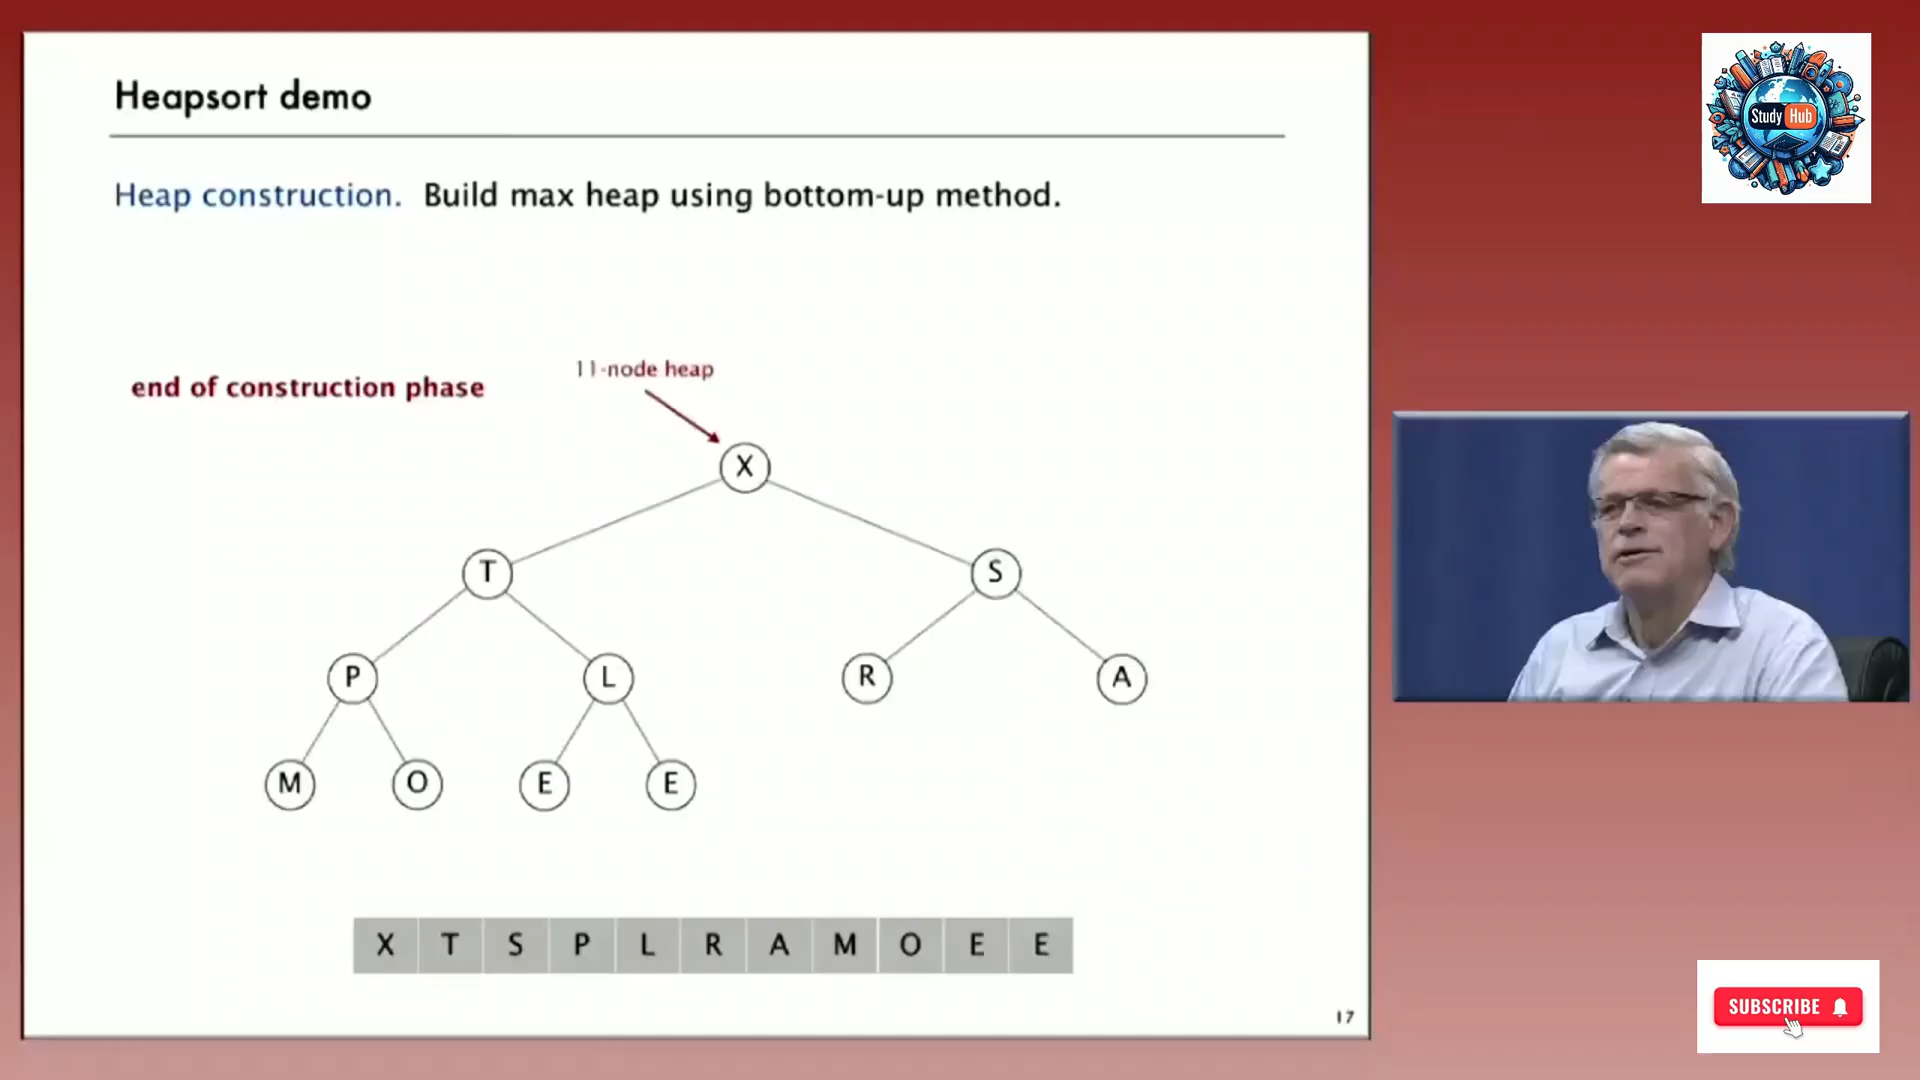 Heapsort demo
Study Hub
Heap construction. Build max heap using bottom-up method.
11-node heap
end of construction phase
X
T S
P L R A
M O E E
X T S P L R A M O E E
17
SUBSCRIBE